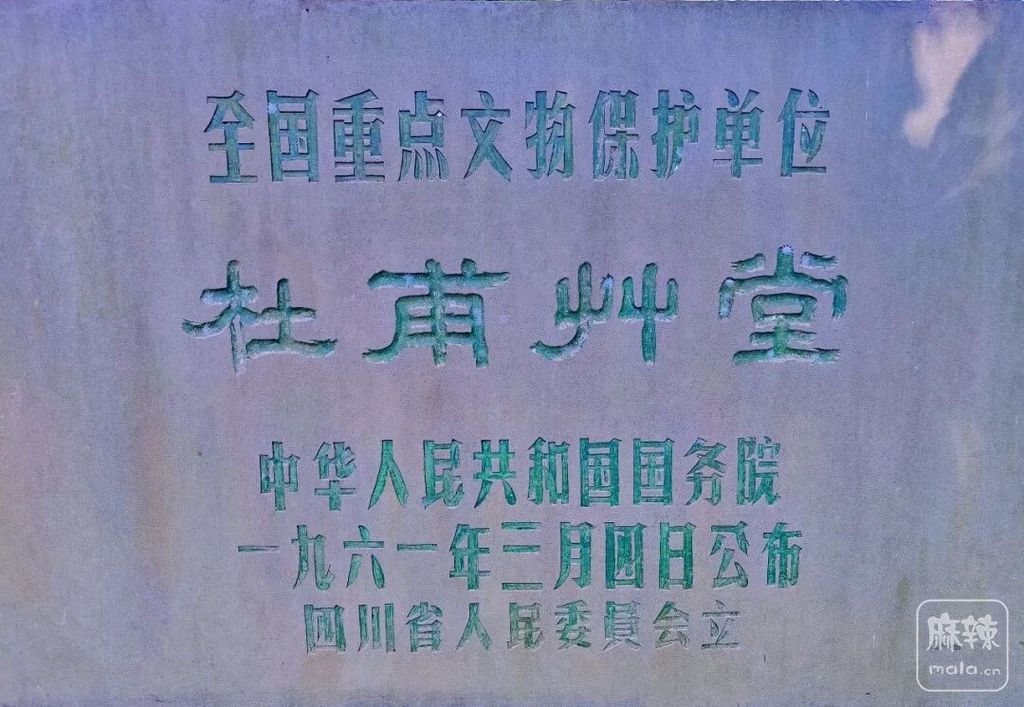 全国重点文物保护单位
杜甫艸堂
中华人民共和国国务院
一九六一年三月四日公布
四川省人民委員会立
麻辣
mala.cn